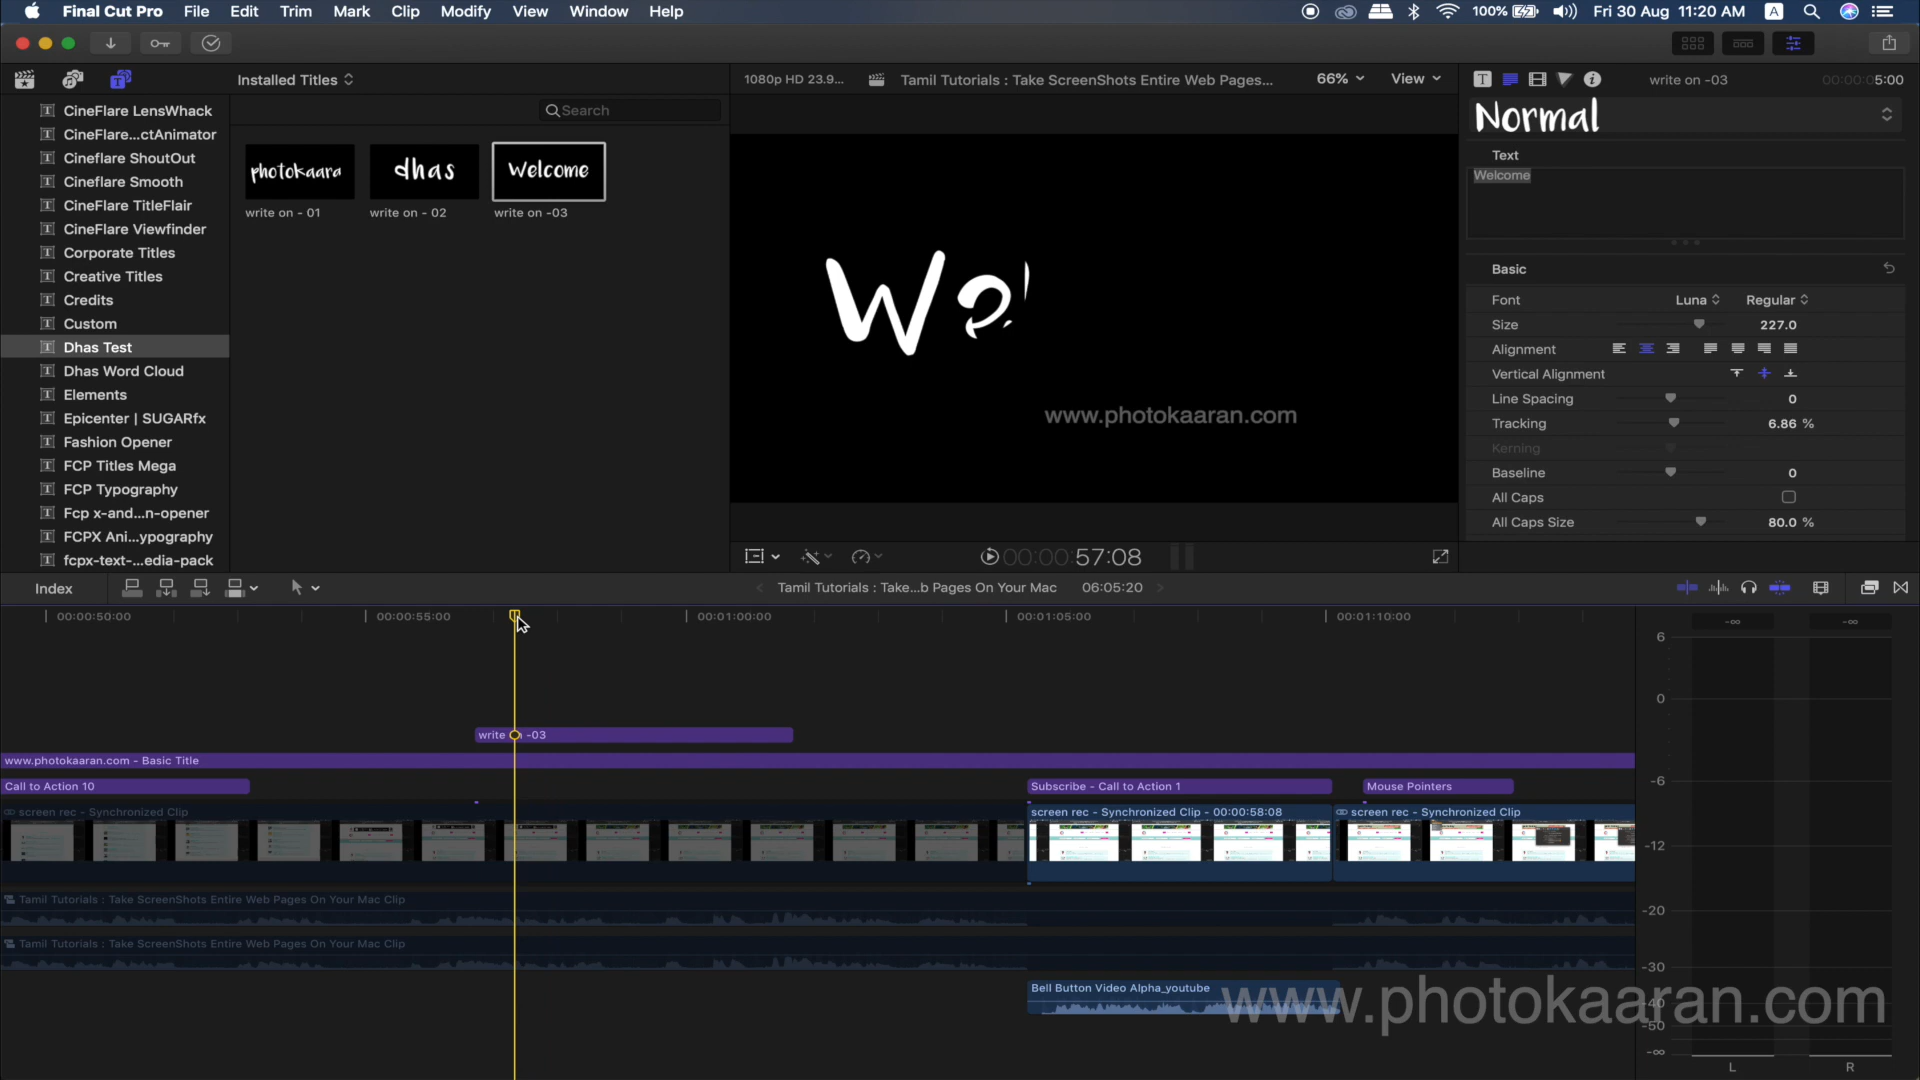 Final Cut Pro File Edit Trim Mark Clip Modify View Window Help 100% Fri 30 Aug 11:20 AM A
Installed Titles
1080p HD 23.9... Tamil Tutorials : Take ScreenShots Entire Web Pages... 66% View
write on -03 00:00:05:00
CineFlare LensWhack
CineFlare...ctAnimator
Cineflare ShoutOut
Cineflare Smooth
CineFlare TitleFlair
CineFlare Viewfinder
Corporate Titles
Creative Titles
Credits
Custom
Dhas Test
Dhas Word Cloud
Elements
Epicenter | SUGARfx
Fashion Opener
FCP Titles Mega
FCP Typography
Fcp x-and...n-opener
FCPX Ani...ypography
fcpx-text-...edia-pack
Search
photokaara
dhas
Welcome
write on - 01
write on - 02
write on -03
We
www.photokaaran.com
Normal
Text
Welcome
Basic
Font Luna Regular
Size 227.0
Alignment
Vertical Alignment
Line Spacing 0
Tracking 6.86 %
Kerning
Baseline 0
All Caps
All Caps Size 80.0 %
00:00:57:08
Index
Tamil Tutorials : Take...b Pages On Your Mac 06:05:20
00:00:50:00 00:00:55:00 00:01:00:00 00:01:05:00 00:01:10:00
write on -03
www.photokaaran.com - Basic Title
Call to Action 10
Subscribe - Call to Action 1
Mouse Pointers
screen rec - Synchronized Clip
screen rec - Synchronized Clip - 00:00:58:08
screen rec - Synchronized Clip
Tamil Tutorials : Take ScreenShots Entire Web Pages On Your Mac Clip
Tamil Tutorials : Take ScreenShots Entire Web Pages On Your Mac Clip
Bell Button Video Alpha_youtube
-∞ -∞
6
0
-6
-12
-20
-30
-40
-50
-∞
L R
www.photokaaran.com